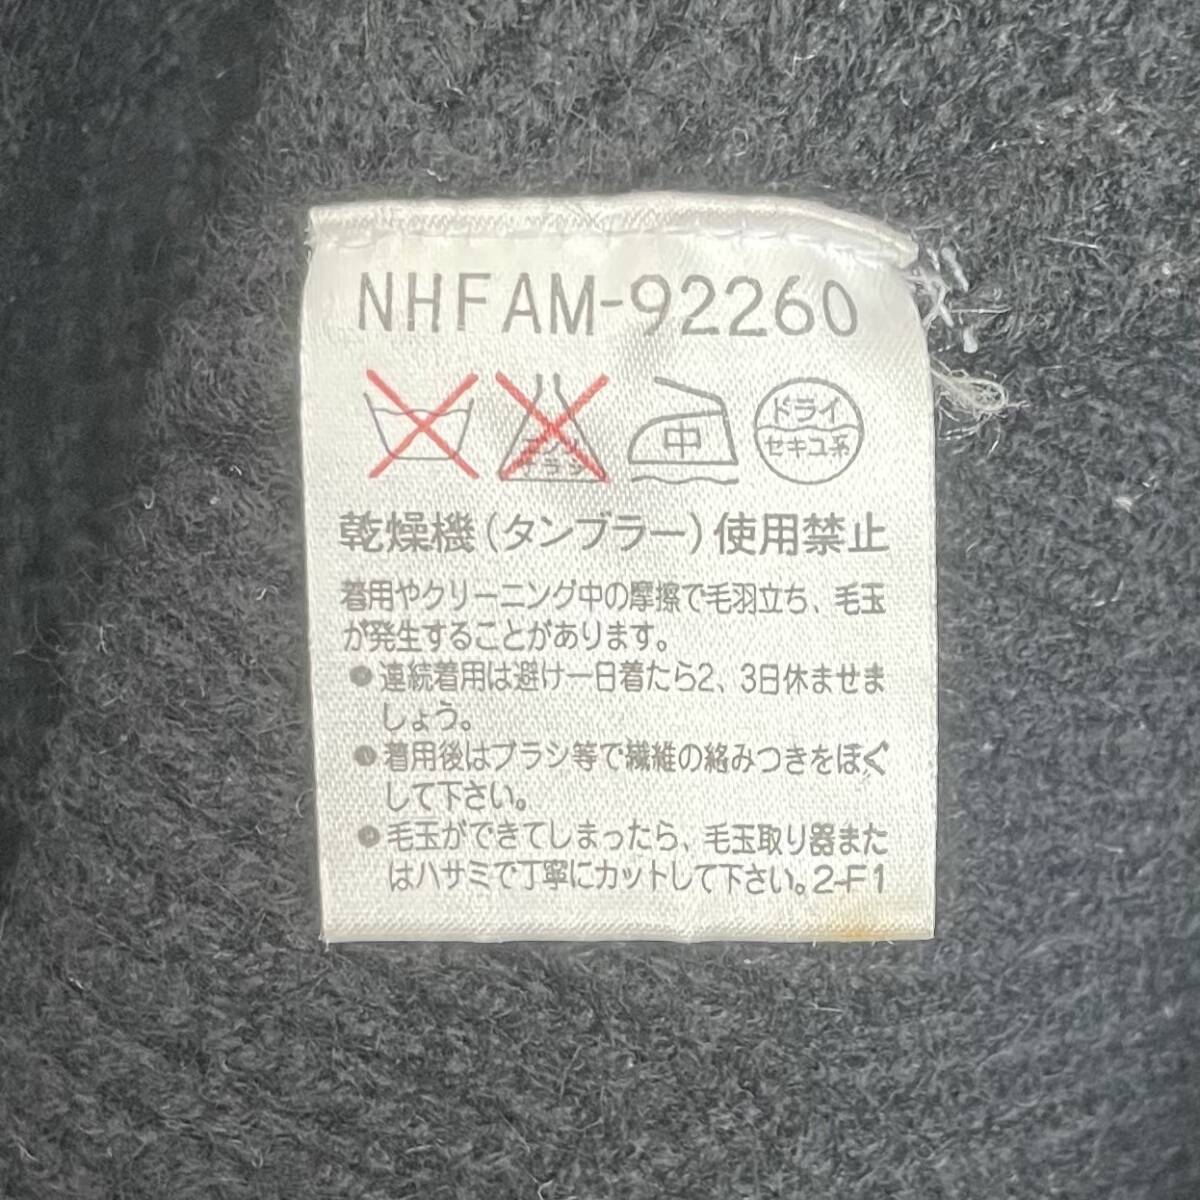 NHFAM-92260
エンソ
サラシ
中
ドライ
セキユ系
乾燥機(タンブラー)使用禁止
着用やクリーニング中の摩擦で毛羽立ち、毛玉
が発生することがあります。
●連続着用は避け一日着たら2、3日休ませま
しょう。
●着用後はブラシ等で繊維の絡みつきをほぐ
して下さい。
●毛玉ができてしまったら、毛玉取り器また
はハサミで丁寧にカットして下さい。2-F1